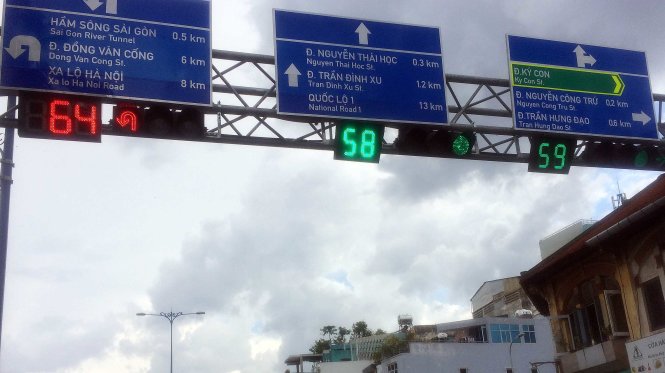 HẦM SÔNG SÀI GÒN
Sai Gon River Tunnel 0.5 km
Đ. ĐỒNG VĂN CỐNG
Dong Van Cong St. 6 km
XA LỘ HÀ NỘI
Xa lo Ha Noi Road 8 km
Đ. NGUYỄN THÁI HỌC
Nguyen Thai Hoc St. 0.3 km
Đ. TRẦN ĐÌNH XU
Tran Dinh Xu St. 1.2 km
QUỐC LỘ 1
National Road 1 13 km
Đ. KÝ CON
Ky Con St.
Đ. NGUYỄN CÔNG TRỨ
Nguyen Cong Tru St. 0.2 km
Đ. TRẦN HƯNG ĐẠO
Tran Hung Dao St. 0.6 km
64
58
59
CỬA HÀ